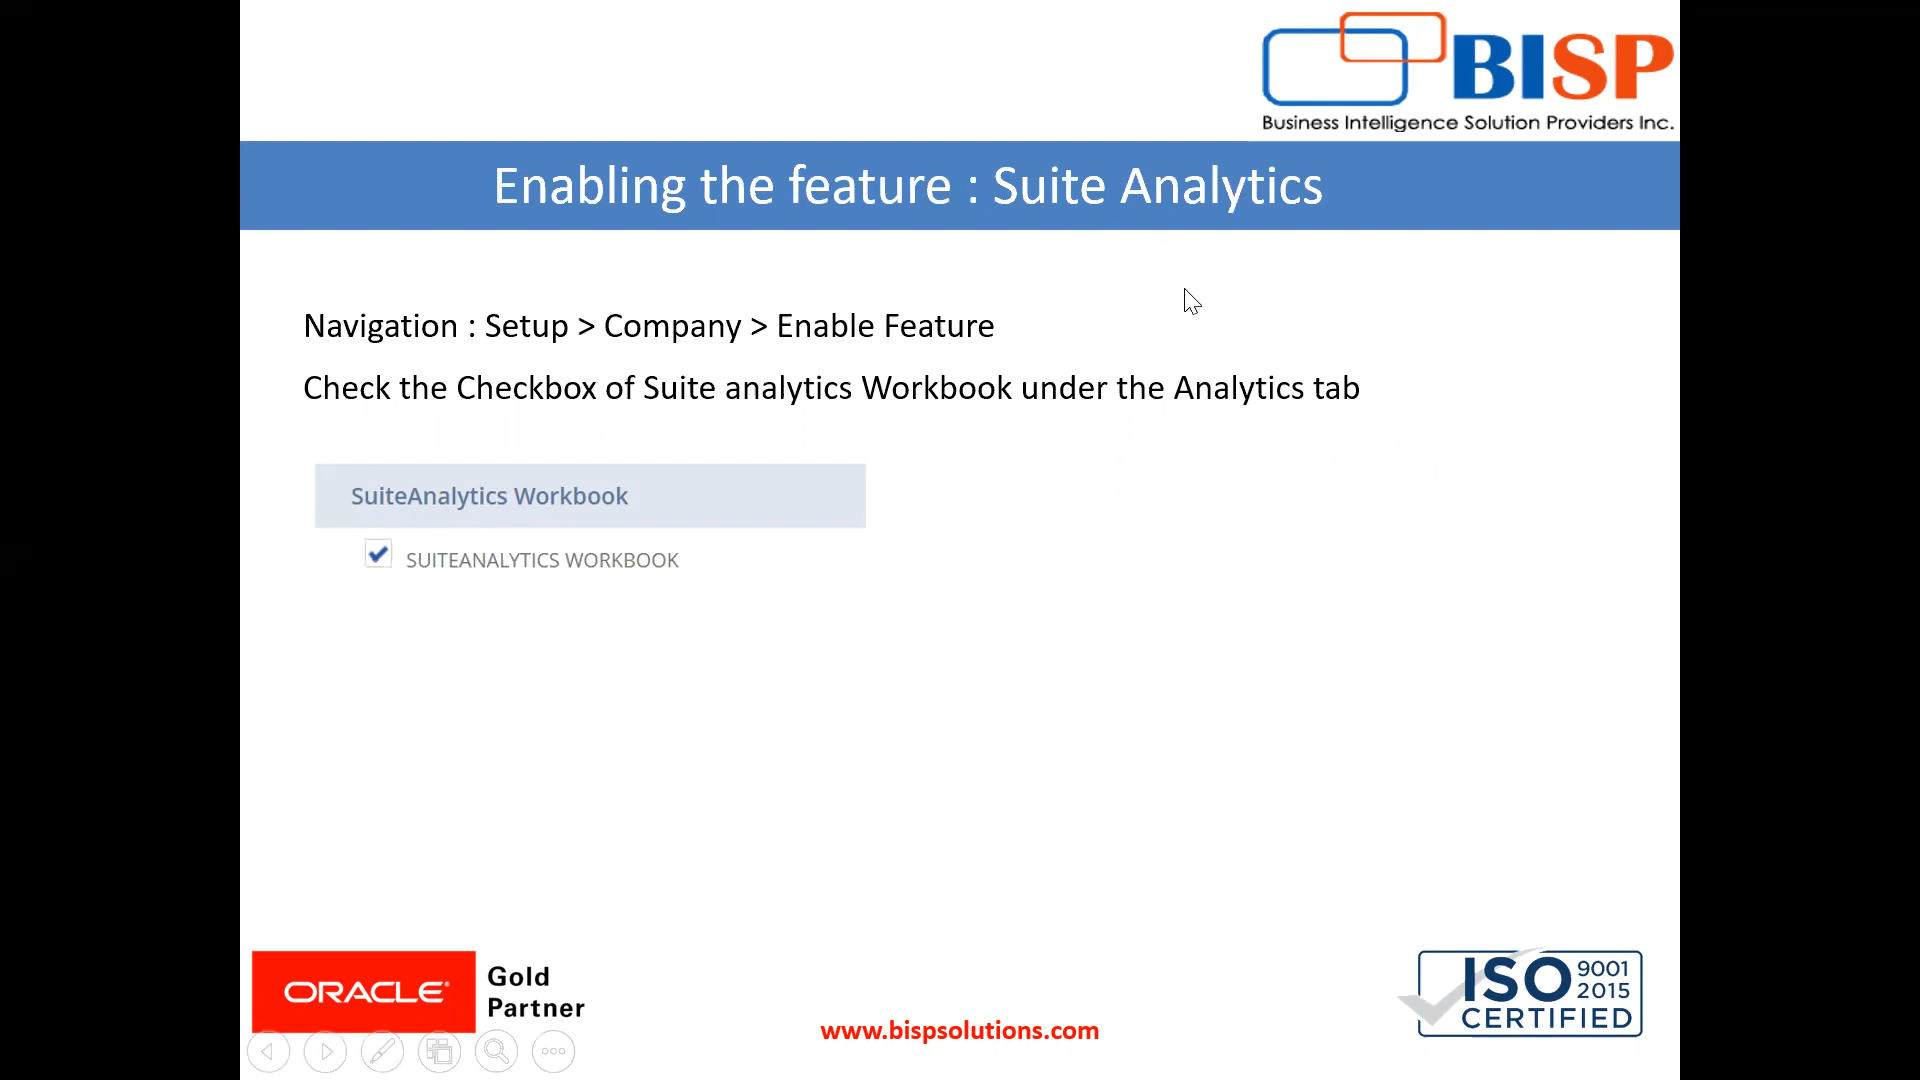 BISP
Business Intelligence Solution Providers Inc.
Enabling the feature : Suite Analytics
Navigation : Setup > Company > Enable Feature
Check the Checkbox of Suite analytics Workbook under the Analytics tab
SuiteAnalytics Workbook
SUITEANALYTICS WORKBOOK
ORACLE®
Gold
Partner
www.bispsolutions.com
ISO 9001
2015
CERTIFIED